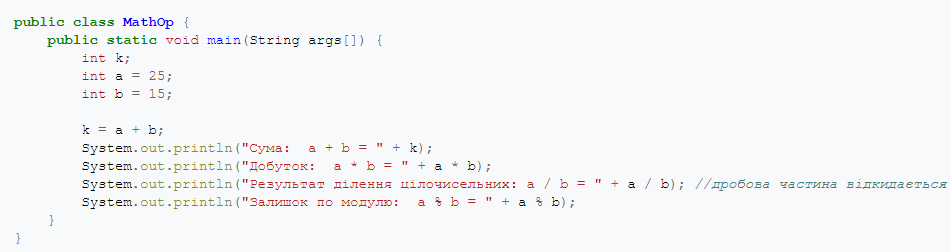 public class MathOp {
    public static void main(String args[]) {
        int k;
        int a = 25;
        int b = 15;

        k = a + b;
        System.out.println("Сума:  a + b = " + k);
        System.out.println("Добуток:  a * b = " + a * b);
        System.out.println("Результат ділення цілочисельних: a / b = " + a / b); //дробова частина відкидається
        System.out.println("Залишок по модулю:  a % b = " + a % b);
    }
}